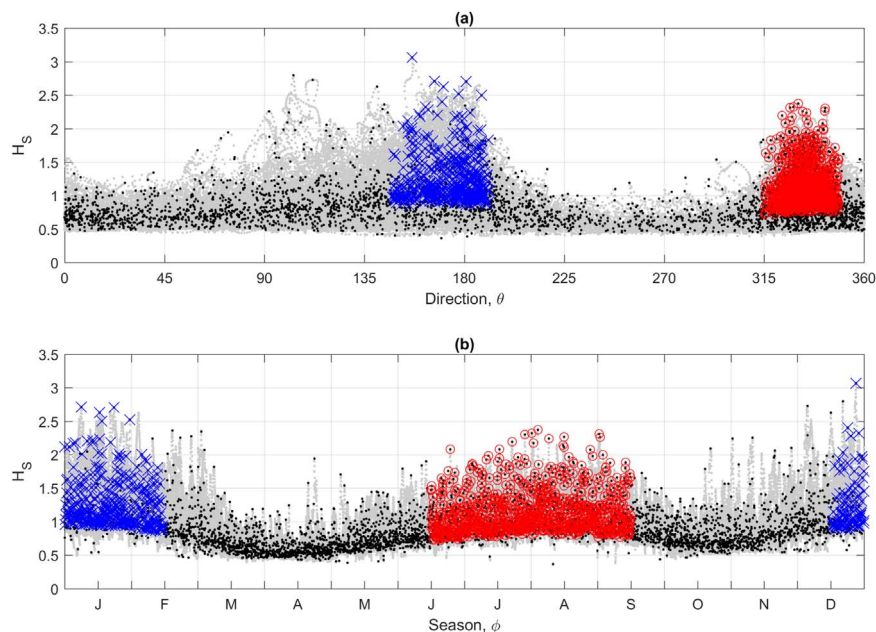 (a)
3.5
3
2.5
2
1.5
1
0.5
0
H_S
0 45 90 135 180 225 270 315 360
Direction, θ
(b)
3.5
3
2.5
2
1.5
1
0.5
0
H_S
J F M A M J J A S O N D
Season, ϕ